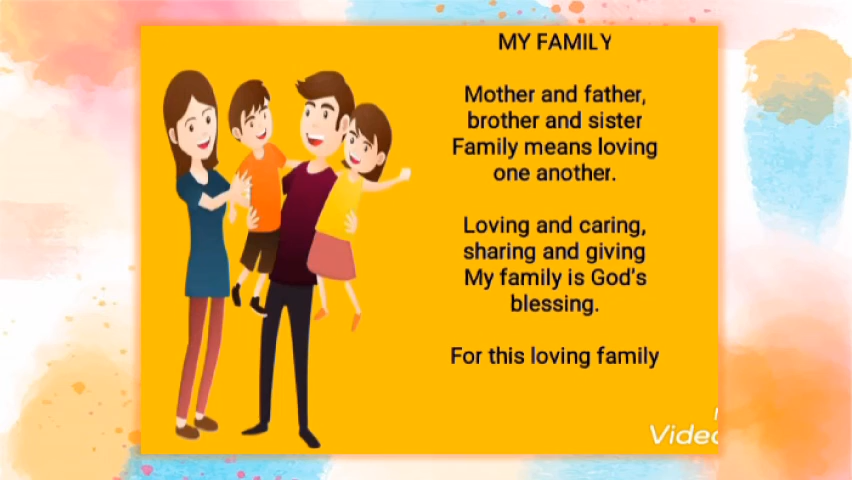 MY FAMILY
Mother and father,
brother and sister
Family means loving
one another.
Loving and caring,
sharing and giving
My family is God's
blessing.
For this loving family